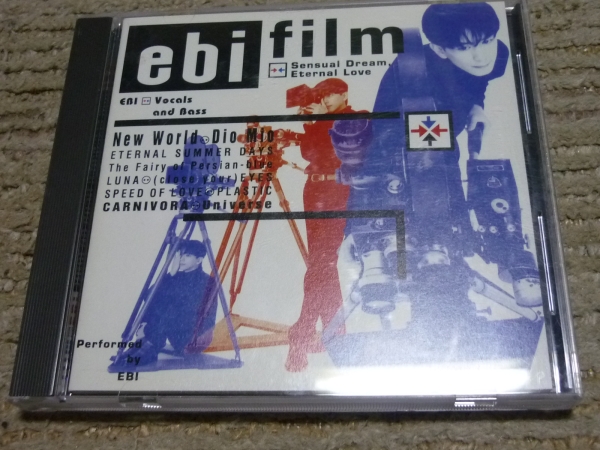 ebi film
Sensual Dream,
Eternal Love
EBI Vocals
and Bass
New World Dio Mio
ETERNAL SUMMER DAYS
The Fairy of Persian-blue
LUNA (close your) EYES
SPEED OF LOVE PLASTIC
CARNIVORA Universe
Performed
by
EBI